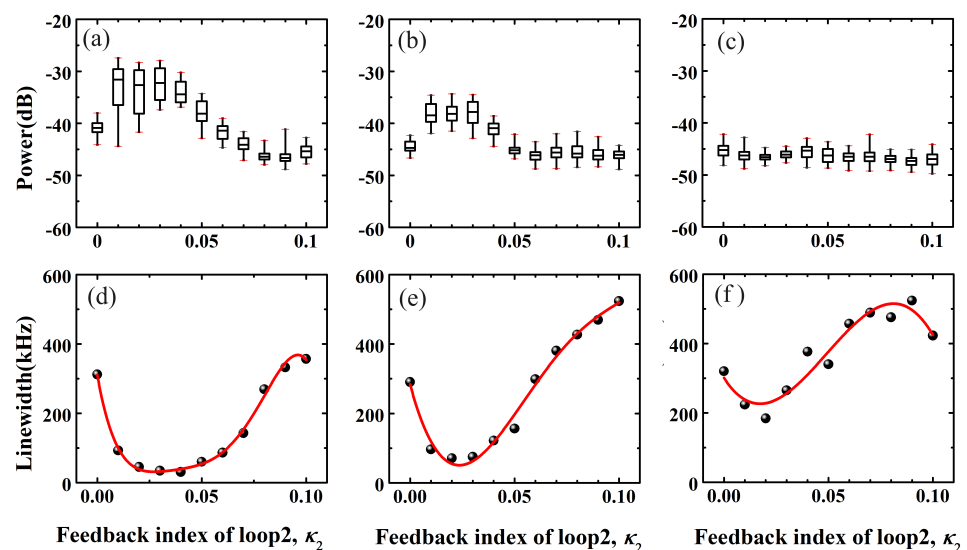 -20 -20 -20
(a) (b) (c)
-30 -30 -30
-40 -40 -40
-50 -50 -50
-60 -60 -60
Power(dB)
0 0.05 0.1 0 0.05 0.1 0 0.05 0.1
600 600 600
(d) (e) (f)
400 400 400
200 200 200
0 0 0
Linewidth(kHz)
0.00 0.05 0.10 0.00 0.05 0.10 0.00 0.05 0.10
Feedback index of loop2, κ2 Feedback index of loop2, κ2 Feedback index of loop2, κ2